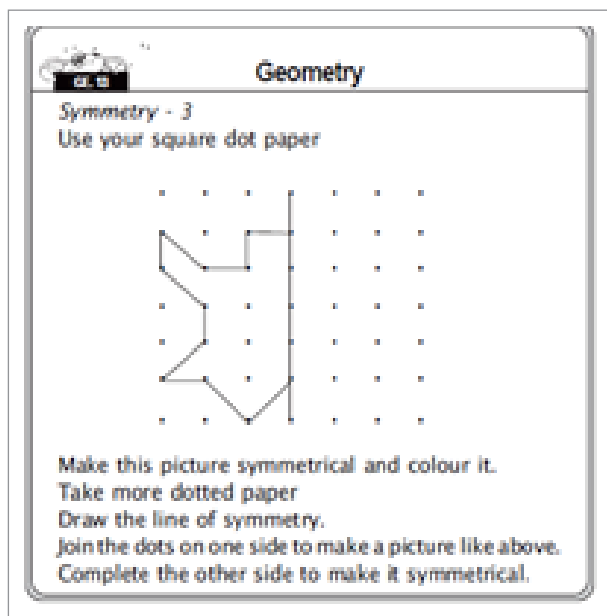 Geometry
Symmetry - 3
Use your square dot paper
Make this picture symmetrical and colour it.
Take more dotted paper
Draw the line of symmetry.
Join the dots on one side to make a picture like above.
Complete the other side to make it symmetrical.